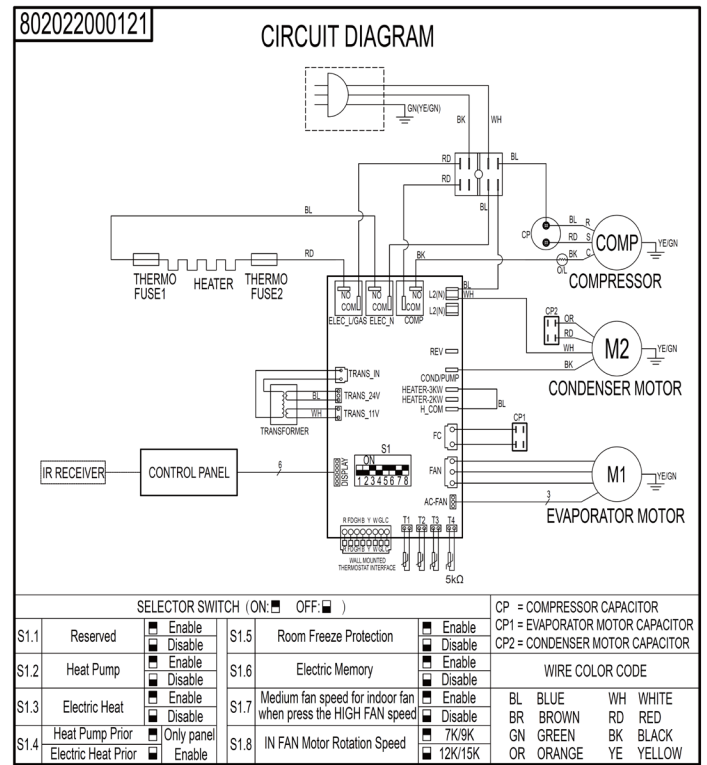 802022000121
CIRCUIT DIAGRAM
GN(YE/GN)
BK
WH
RD
BL
RD
BL
BL
BL
R
CP
RD
S
COMP
YE/GN
RD
BK
BK
C
O/L
COMPRESSOR
THERMO FUSE1
HEATER
THERMO FUSE2
NO
NO
NO
COM
COM
COM
ELEC_L/GAS
ELEC_N
COMP
L2(N)
BL
WH
L2(N)
CP2
OR
RD
WH
M2
YE/GN
REV
BK
COND/PUMP
CONDENSER MOTOR
TRANS_IN
HEATER-3KW
HEATER-2KW
H_COM
BL
BL
TRANS_24V
WH
TRANS_11V
TRANSFORMER
CP1
FC
S1
ON
1 2 3 4 5 6 7 8
FAN
M1
YE/GN
IR RECEIVER
CONTROL PANEL
6
DISPLAY
AC-FAN
3
EVAPORATOR MOTOR
R FDGH B Y WGL C
T1
T2
T3
T4
R FDGH B Y WGL C
WALL MOUNTED
THERMOSTAT INTERFACE
5kΩ
SELECTOR SWITCH (ON: OFF: )
CP = COMPRESSOR CAPACITOR
CP1 = EVAPORATOR MOTOR CAPACITOR
CP2 = CONDENSER MOTOR CAPACITOR
S1.1 Reserved Enable
Disable
S1.5 Room Freeze Protection Enable
Disable
S1.2 Heat Pump Enable
Disable
S1.6 Electric Memory Enable
Disable
WIRE COLOR CODE
S1.3 Electric Heat Enable
Disable
S1.7 Medium fan speed for indoor fan Enable
when press the HIGH FAN speed Disable
S1.4 Heat Pump Prior Only panel
Electric Heat Prior Enable
S1.8 IN FAN Motor Rotation Speed 7K/9K
12K/15K
BL BLUE WH WHITE
BR BROWN RD RED
GN GREEN BK BLACK
OR ORANGE YE YELLOW